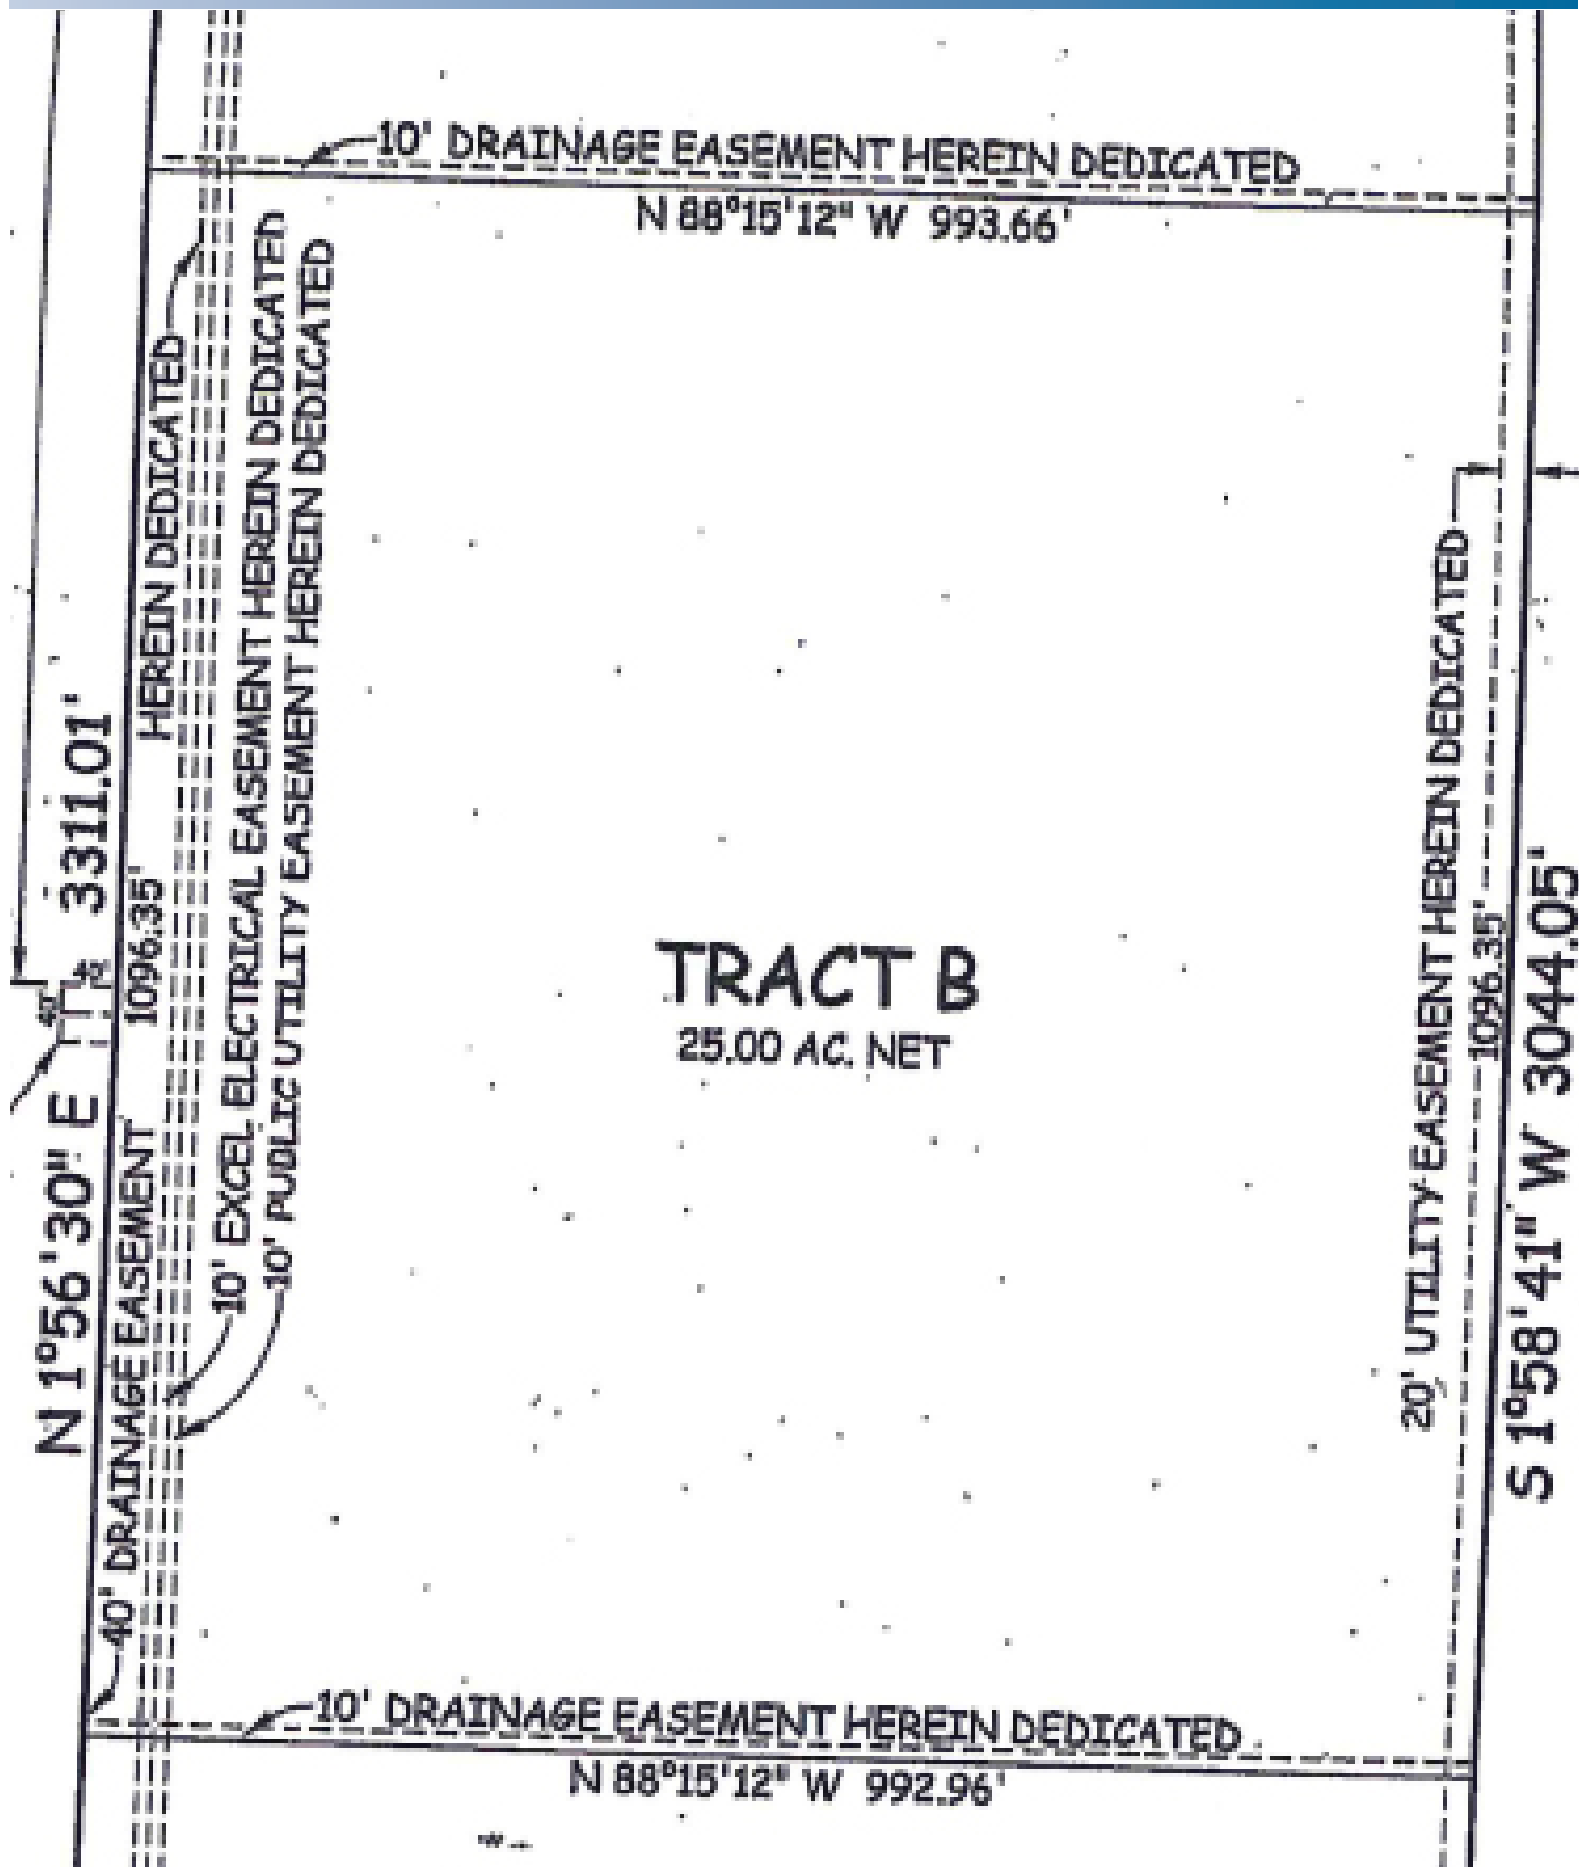 10' DRAINAGE EASEMENT HEREIN DEDICATED
N 88°15'12" W 993.66'
HEREIN DEDICATED
10' EXCEL ELECTRICAL EASEMENT HEREIN DEDICATED
10' PUBLIC UTILITY EASEMENT HEREIN DEDICATED
N 1°56'30" E
311.01'
1096.35'
40' DRAINAGE EASEMENT
TRACT B
25.00 AC. NET
20' UTILITY EASEMENT HEREIN DEDICATED
1096.35'
S 1°58'41" W 3044.05'
10' DRAINAGE EASEMENT HEREIN DEDICATED
N 88°15'12" W 992.96'